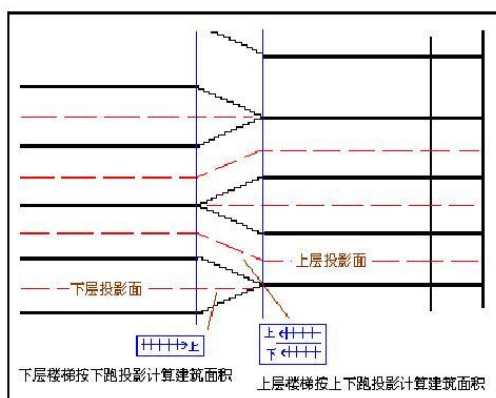 上层投影面
下层投影面
上
上
下
下层楼梯按下跑投影计算建筑面积
上层楼梯按上下跑投影计算建筑面积